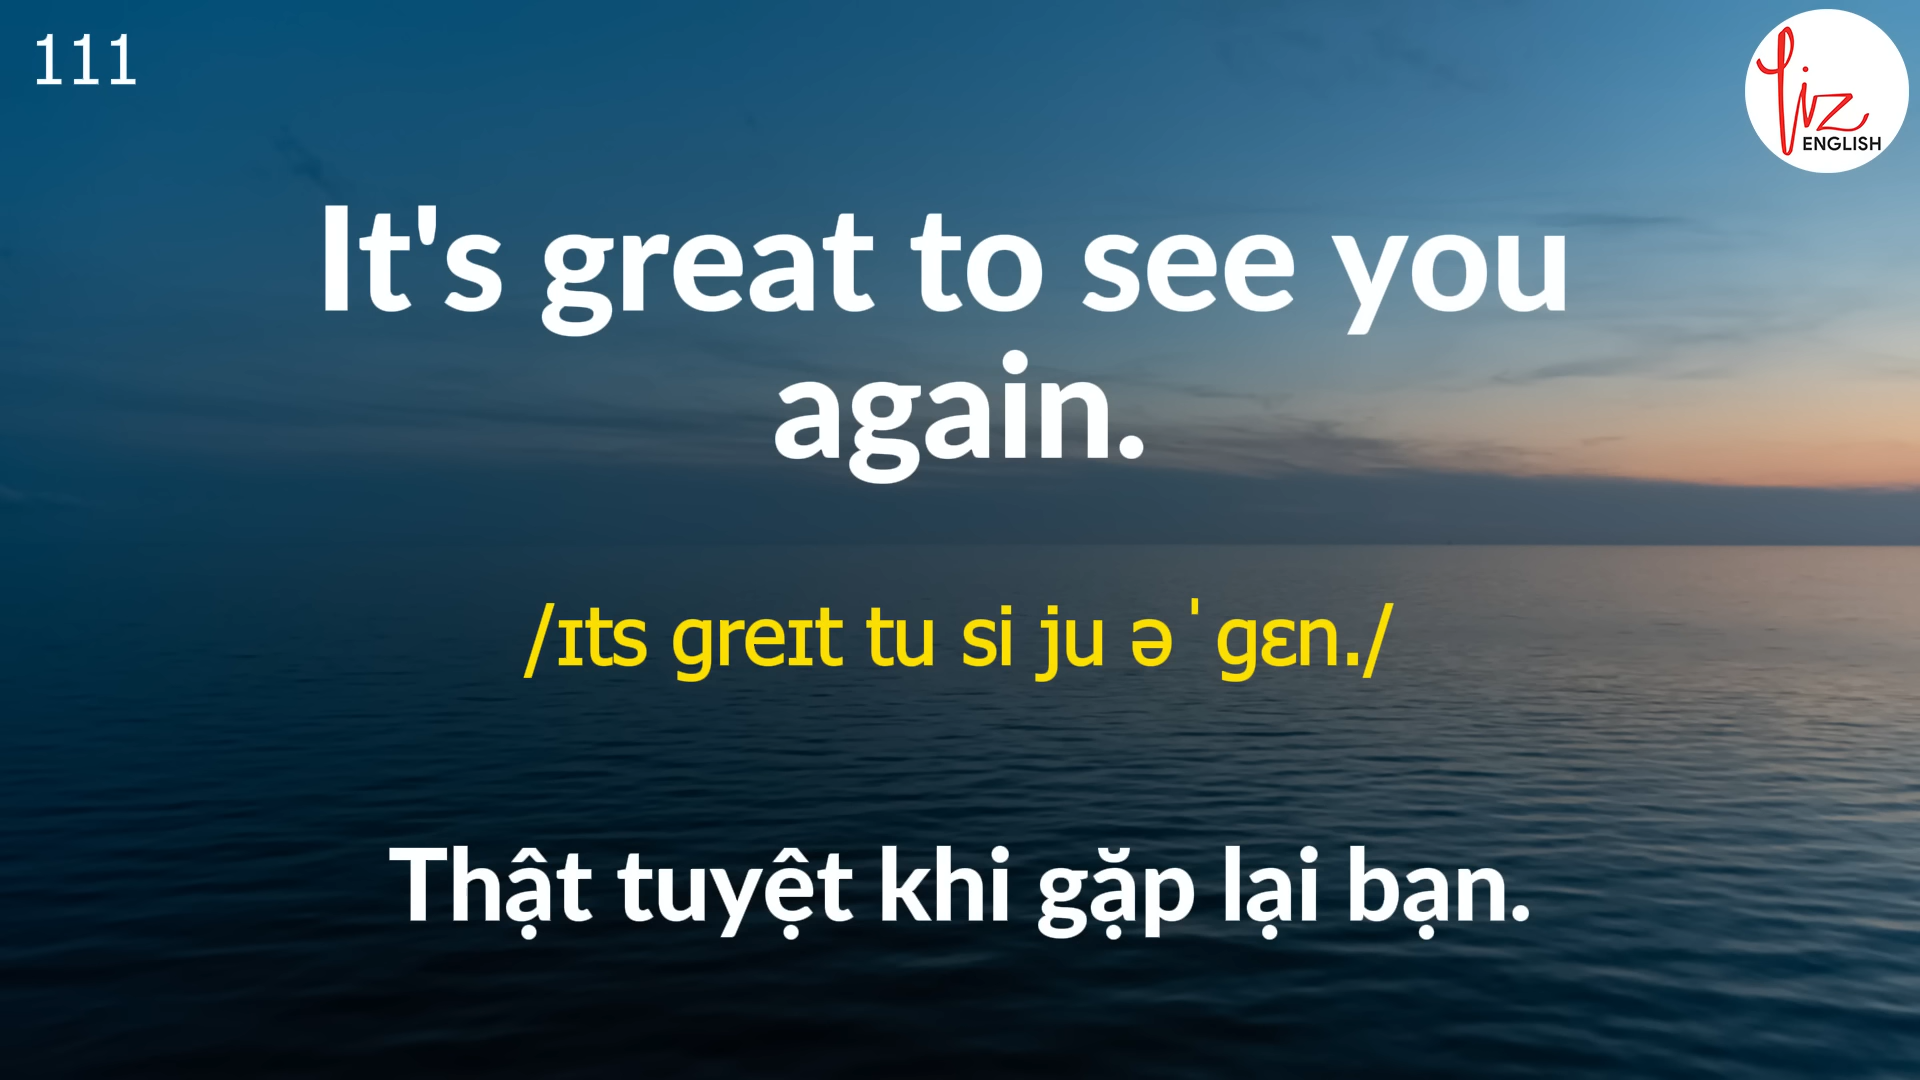 111
Liz
ENGLISH
It's great to see you
again.
/ɪts greɪt tu si ju əˈgɛn./
Thật tuyệt khi gặp lại bạn.